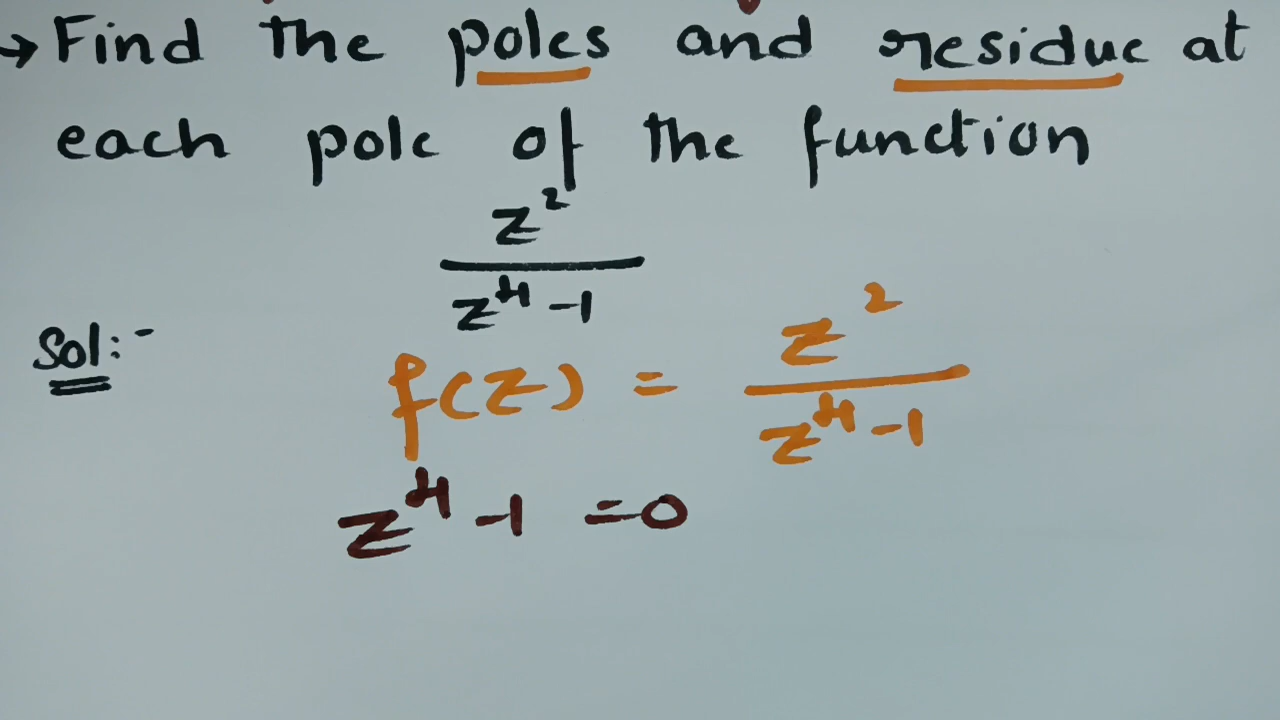 → Find the poles and residue at
each pole of the function
z²
z⁴-1
Sol:-
f(z) = z²/z⁴-1
z⁴-1=0